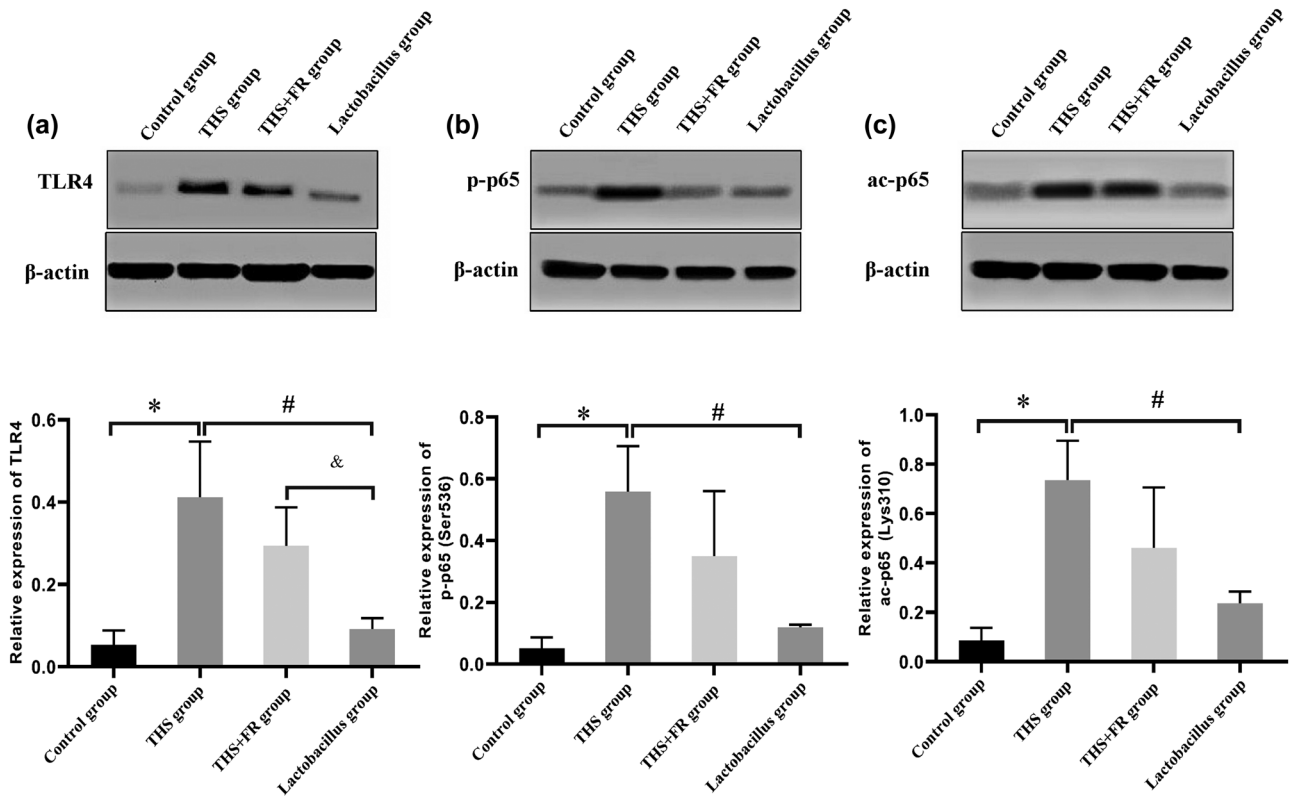 (a)
Control group
THS group
THS+FR group
Lactobacillus group
TLR4
β-actin
(b)
Control group
THS group
THS+FR group
Lactobacillus group
p-p65
β-actin
(c)
Control group
THS group
THS+FR group
Lactobacillus group
ac-p65
β-actin
Relative expression of TLR4
0.6
0.4
0.2
0.0
*
#
&
Control group
THS group
THS+FR group
Lactobacillus group
Relative expression of
p-p65 (Ser536)
0.8
0.6
0.4
0.2
0.0
*
#
Control group
THS group
THS+FR group
Lactobacillus group
Relative expression of
ac-p65 (Lys310)
1.0
0.8
0.6
0.4
0.2
0.0
*
#
Control group
THS group
THS+FR group
Lactobacillus group